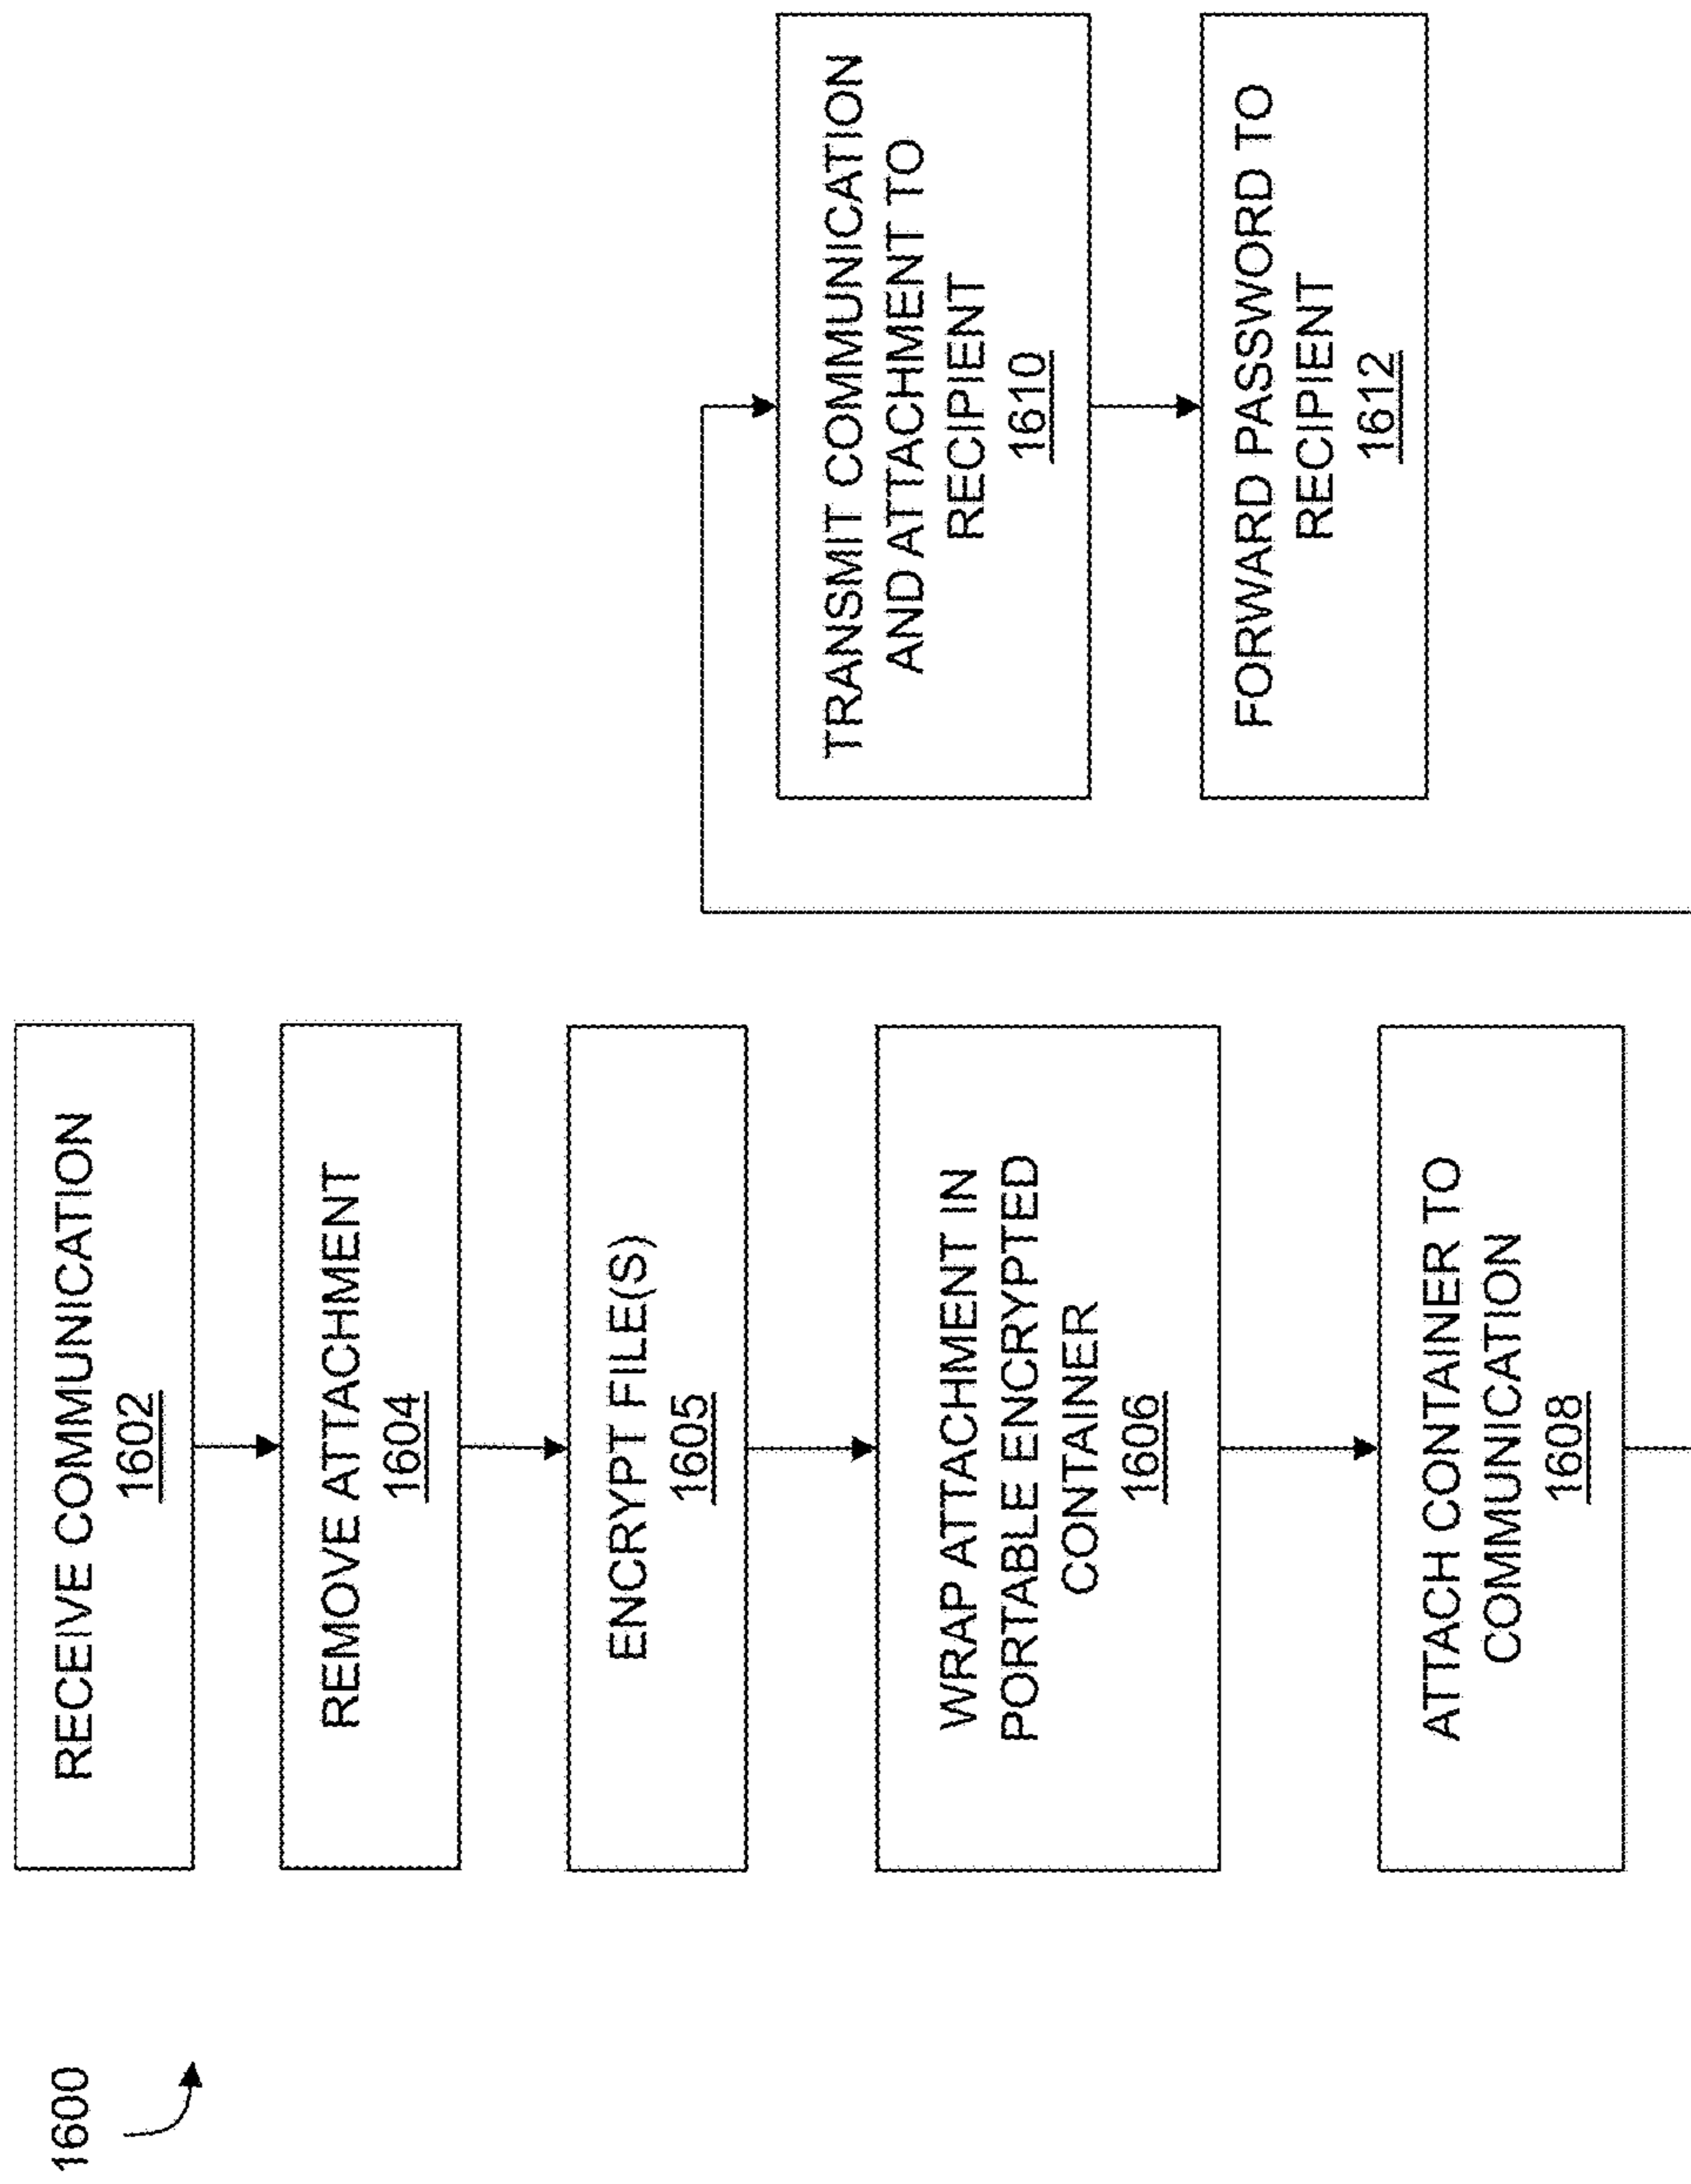 1600
RECEIVE COMMUNICATION
1602
REMOVE ATTACHMENT
1604
ENCRYPT FILE(S)
1605
WRAP ATTACHMENT IN
PORTABLE ENCRYPTED
CONTAINER
1606
ATTACH CONTAINER TO
COMMUNICATION
1608
TRANSMIT COMMUNICATION
AND ATTACHMENT TO
RECIPIENT
1610
FORWARD PASSWORD TO
RECIPIENT
1612